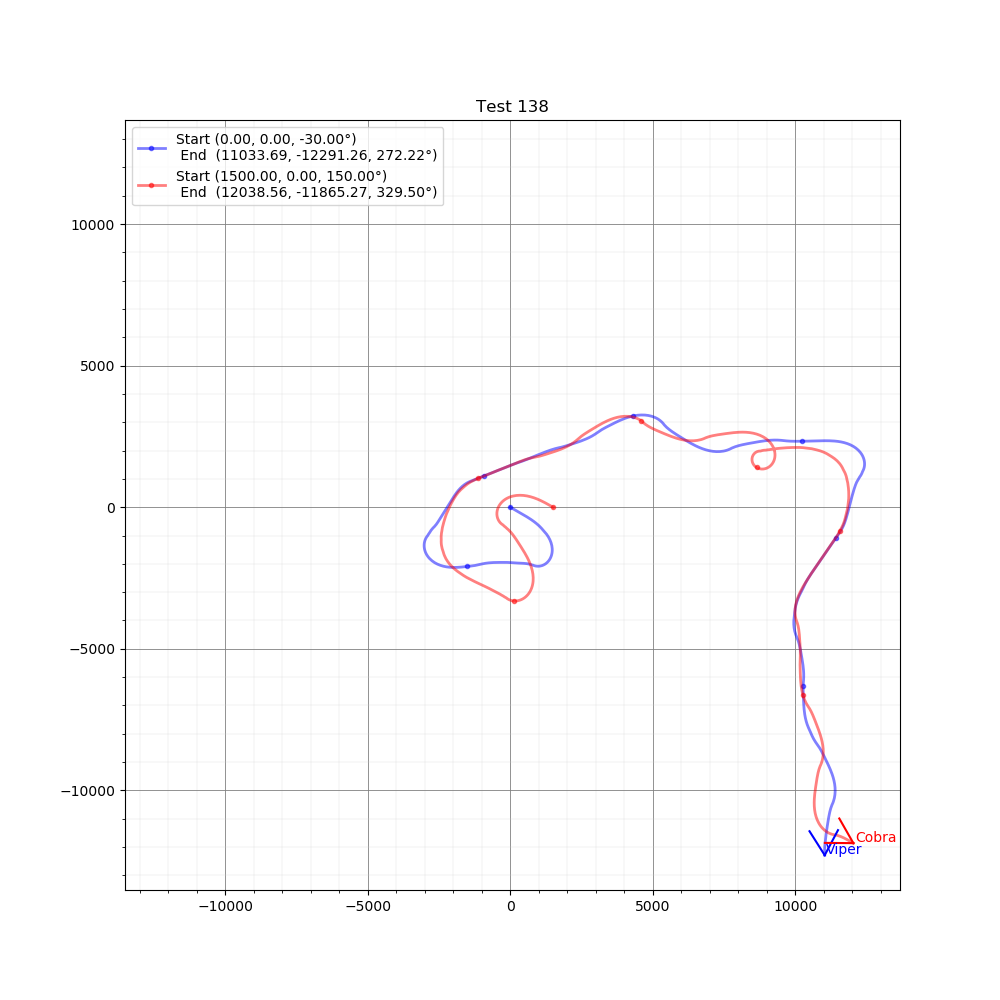 Test 138
Start (0.00, 0.00, -30.00°)
End  (11033.69, -12291.26, 272.22°)
Start (1500.00, 0.00, 150.00°)
End  (12038.56, -11865.27, 329.50°)
10000
5000
0
−5000
−10000
Cobra
Viper
−10000 −5000 0 5000 10000